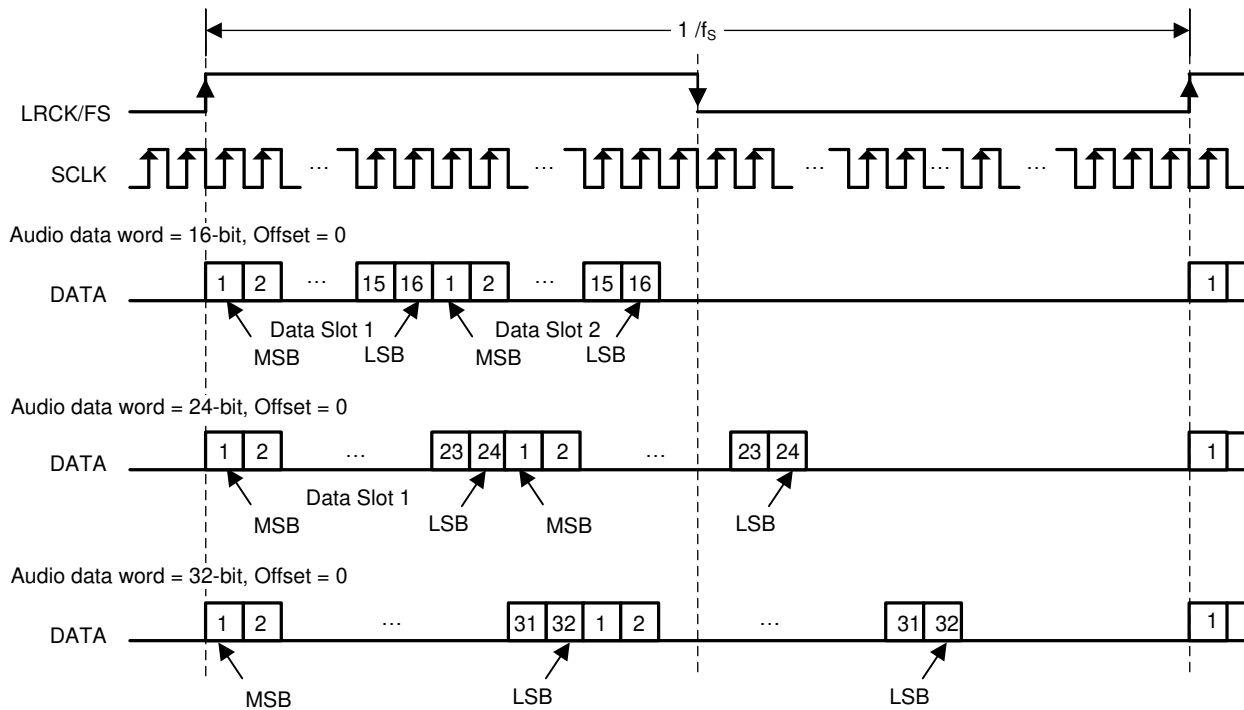 1 /fS
LRCK/FS
SCLK
... ... ... ... ...
Audio data word = 16-bit, Offset = 0
DATA 1 2 ... 15 16 1 2 ... 15 16 1
Data Slot 1 Data Slot 2
MSB LSB MSB LSB
Audio data word = 24-bit, Offset = 0
DATA 1 2 ... 23 24 1 2 ... 23 24 1
Data Slot 1
MSB LSB MSB LSB
Audio data word = 32-bit, Offset = 0
DATA 1 2 ... 31 32 1 2 ... 31 32 1
MSB LSB LSB